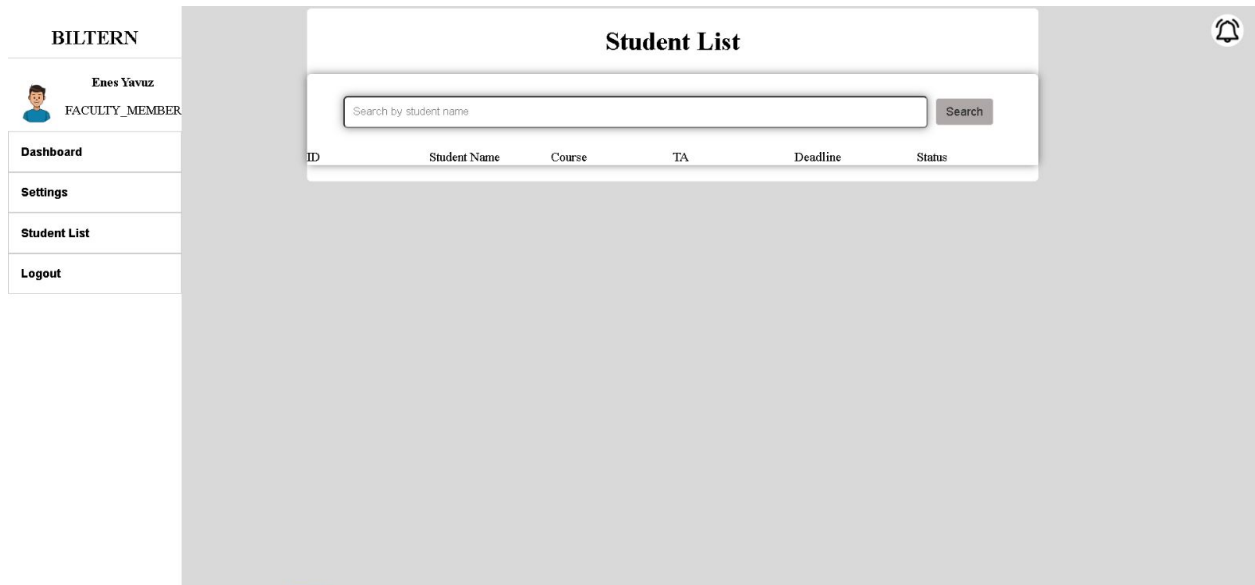 BILTERN
Enes Yavuz
FACULTY_MEMBER
Dashboard
Settings
Student List
Logout
Student List
Search by student name
Search
ID Student Name Course TA Deadline Status